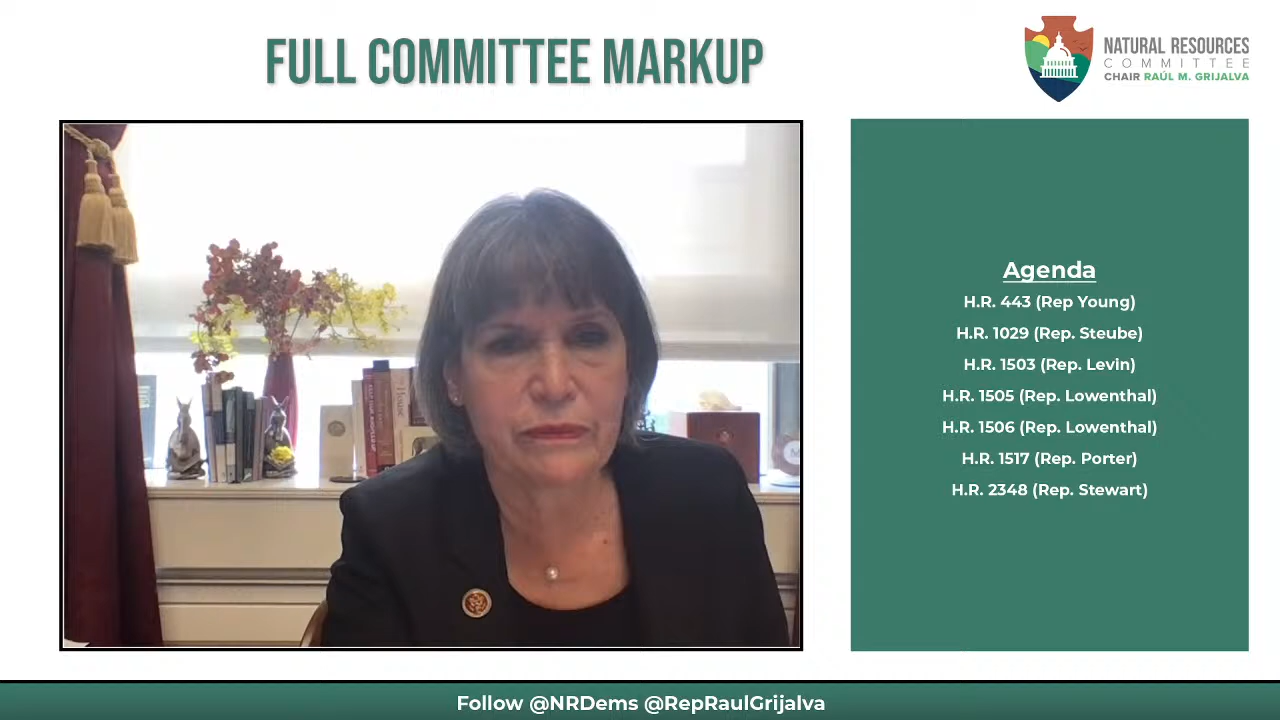 FULL COMMITTEE MARKUP
NATURAL RESOURCES
COMMITTEE
CHAIR RAÚL M. GRIJALVA
Agenda
H.R. 443 (Rep Young)
H.R. 1029 (Rep. Steube)
H.R. 1503 (Rep. Levin)
H.R. 1505 (Rep. Lowenthal)
H.R. 1506 (Rep. Lowenthal)
H.R. 1517 (Rep. Porter)
H.R. 2348 (Rep. Stewart)
House
Follow @NRDems @RepRaulGrijalva